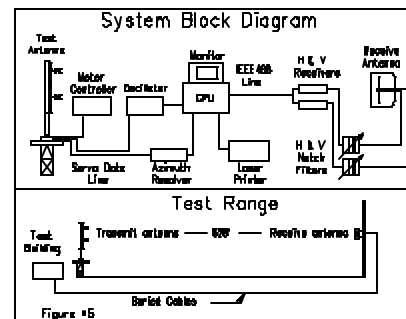 System Block Diagram
Test
Antenna
Motor
Controller
Oscillator
Monitor
CPU
IEEE 488
Line
H & V
Receivers
Receive
Antenna
Servo Data
Line
Azimuth
Resolver
Laser
Printer
H & V
Notch
Filters
Test Range
Test
Building
Transmit antenna
Receive antenna
Buried Cables
Figure #5